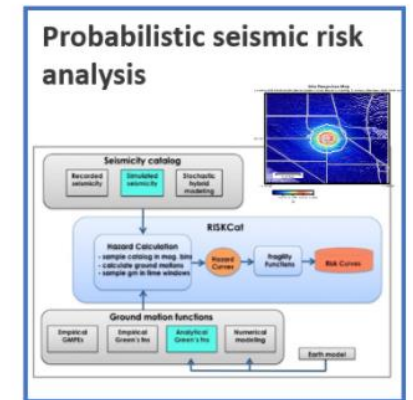 Probabilistic seismic risk
analysis
Seismicity catalog
Recorded
seismicity
Simulated
seismicity
Stochastic
hybrid
modeling
RISKCat
Hazard Calculation
- sample catalog in mag. bins
- calculate ground motions
- sample gm in time windows
Hazard
Curves
Fragility
Functions
Risk Curves
Ground motion functions
Empirical
GMPEs
Empirical
Green's fns
Analytical
Green's fns
Numerical
modeling
Earth model